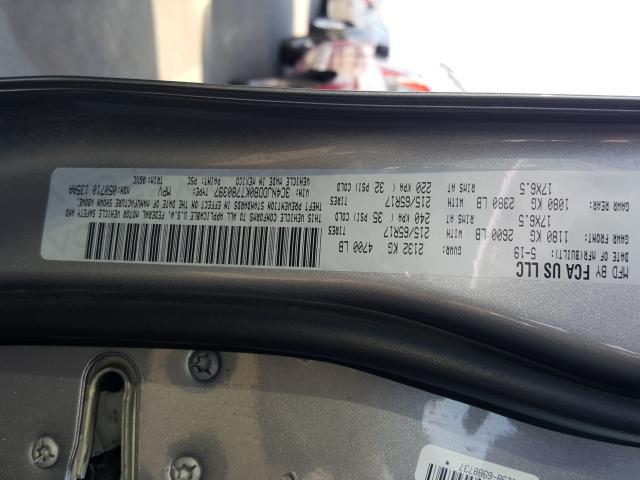 MFD BY FCA US LLC
DATE OF MFR(BUILT): 5-19 GVWR: 2132 KG 4700 LB
GAWR FRONT: 1180 KG 2600 LB WITH TIRES 215/65R17
17X6.5 RIMS AT 240 KPA( 35 PSI)COLD
GAWR REAR: 1080 KG 2380 LB WITH TIRES 215/65R17
17X6.5 RIMS AT 220 KPA( 32 PSI)COLD
THIS VEHICLE CONFORMS TO ALL APPLICABLE U.S.A. FEDERAL MOTOR VEHICLE SAFETY AND
THEFT PREVENTION STANDARDS IN EFFECT ON THE DATE OF MANUFACTURE SHOWN ABOVE.
VIN: 3C4NJDDB0KT780397 TYPE: MPV
VEHICLE MADE IN MEXICO PAINT: PSC MDH:050710 135AA